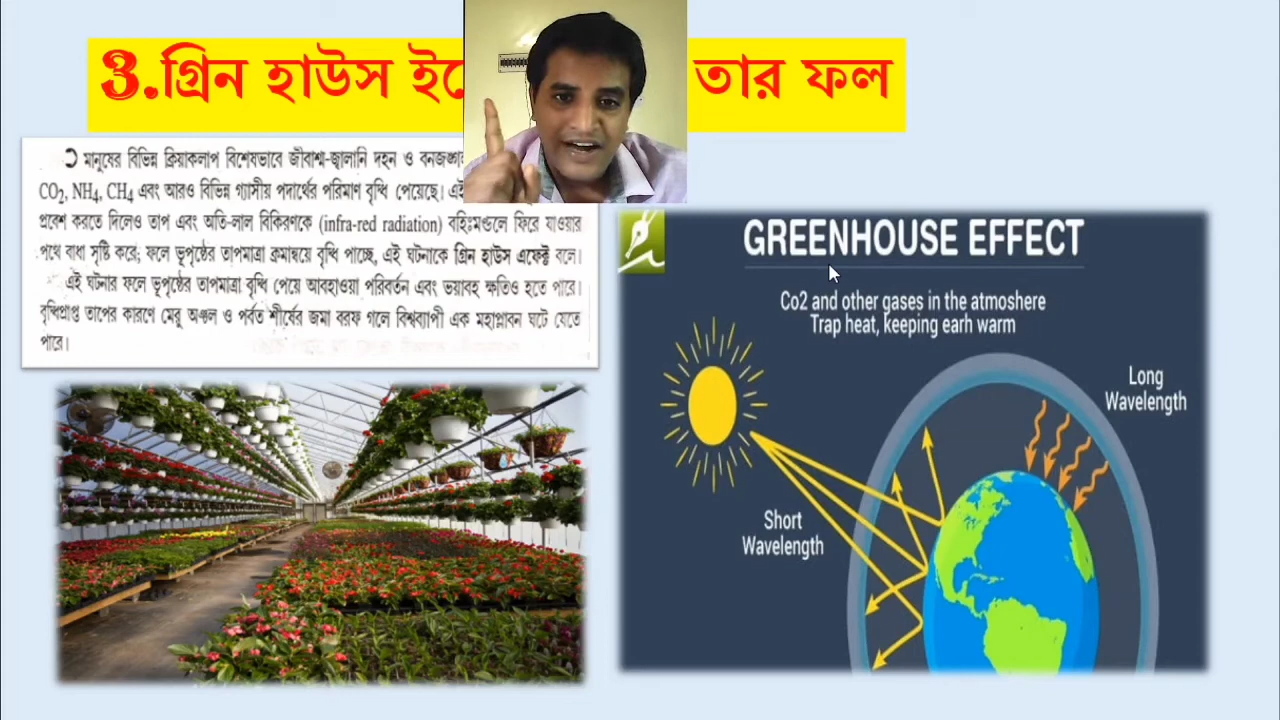 3.গ্রিন হাউস তার ফল
মানুষের বিভিন্ন ক্রিয়াকলাপ বিশেষভাবে জীবাশ্ম-জ্বালানি দহন ও
CO2, NH4, CH4 এবং আরও বিভিন্ন গ্যাসীয় পদার্থের পরিমাণ বৃদ্ধি পেয়েছে।
প্রবেশ করতে দিলেও তাপ এবং অতি-লাল বিকিরণকে (infra-red radiation) বহিঃমণ্ডলে ফিরে যাওয়ার
পথে বাধা সৃষ্টি করে; ফলে ভূপৃষ্ঠের তাপমাত্রা ক্রমান্বয়ে বৃদ্ধি পাচ্ছে, এই ঘটনাকে গ্রিন হাউস এফেক্ট বলে।
এই ঘটনার ফলে ভূপৃষ্ঠের তাপমাত্রা বৃদ্ধি পেয়ে আবহাওয়া পরিবর্তন এবং ভয়াবহ ক্ষতিও হতে পারে।
বৃদ্ধিপ্রাপ্ত তাপের কারণে মেরু অঞ্চল ও পর্বত শীর্ষের জমা বরফ গলে বিশ্বব্যাপী এক মহাপ্লাবন ঘটে যেতে
পারে।
GREENHOUSE EFFECT
Co2 and other gases in the atmoshere
Trap heat, keeping earh warm
Long
Wavelength
Short
Wavelength